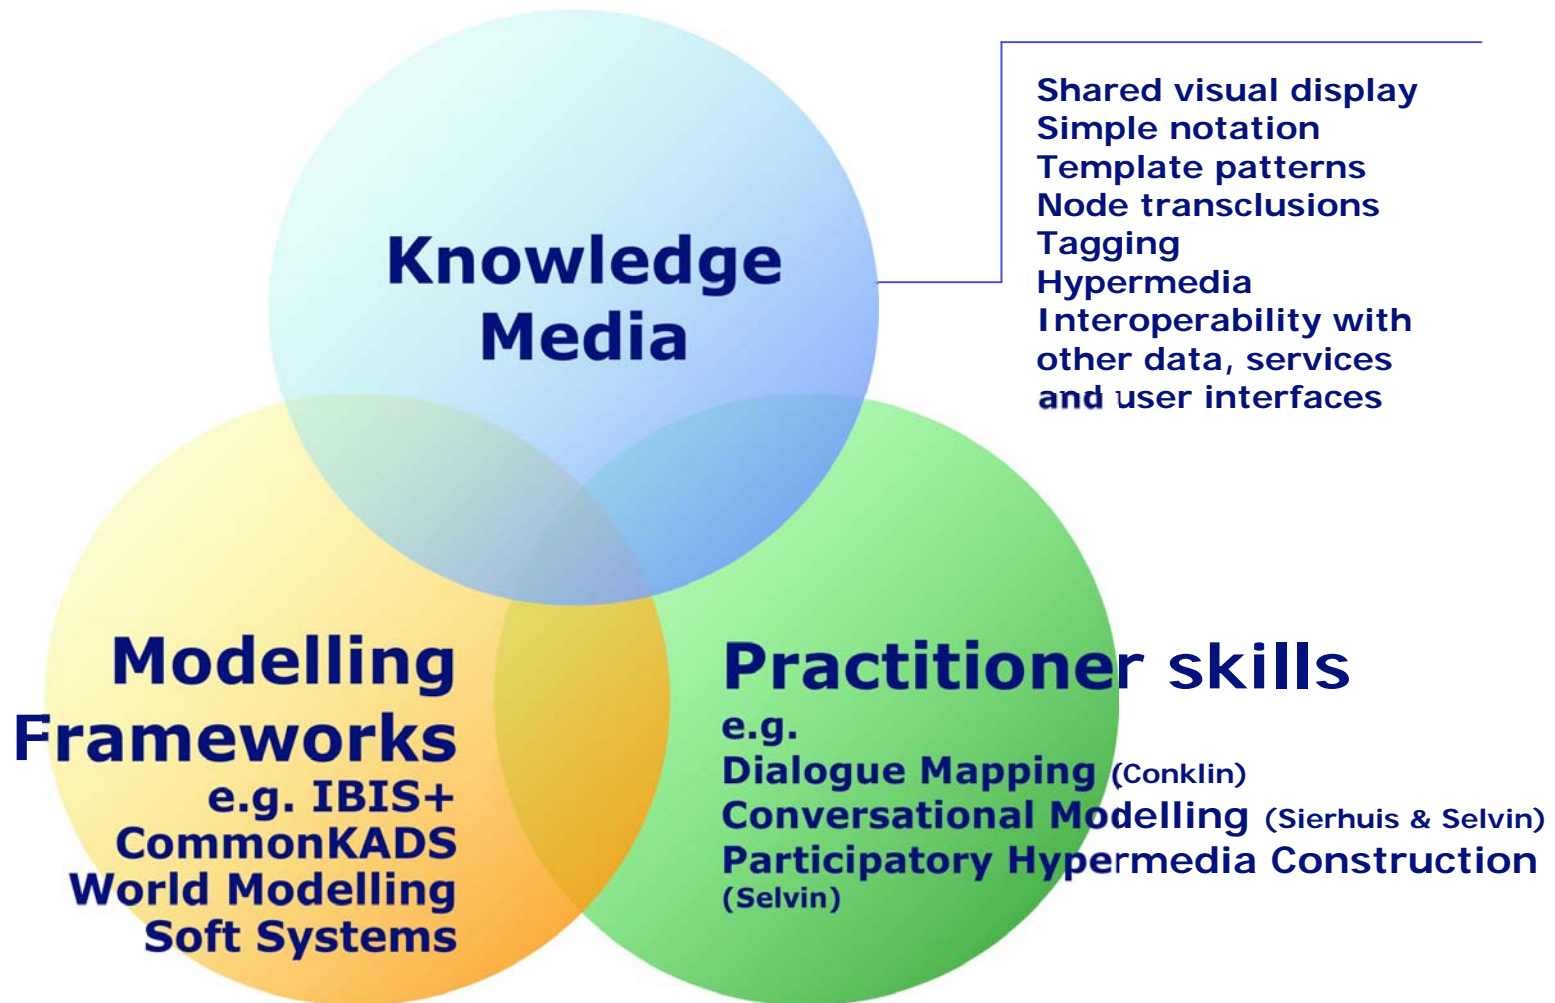 Knowledge
Media
Shared visual display
Simple notation
Template patterns
Node transclusions
Tagging
Hypermedia
Interoperability with
other data, services
and user interfaces
Modelling
Frameworks
e.g. IBIS+
CommonKADS
World Modelling
Soft Systems
Practitioner skills
e.g.
Dialogue Mapping (Conklin)
Conversational Modelling (Sierhuis & Selvin)
Participatory Hypermedia Construction
(Selvin)